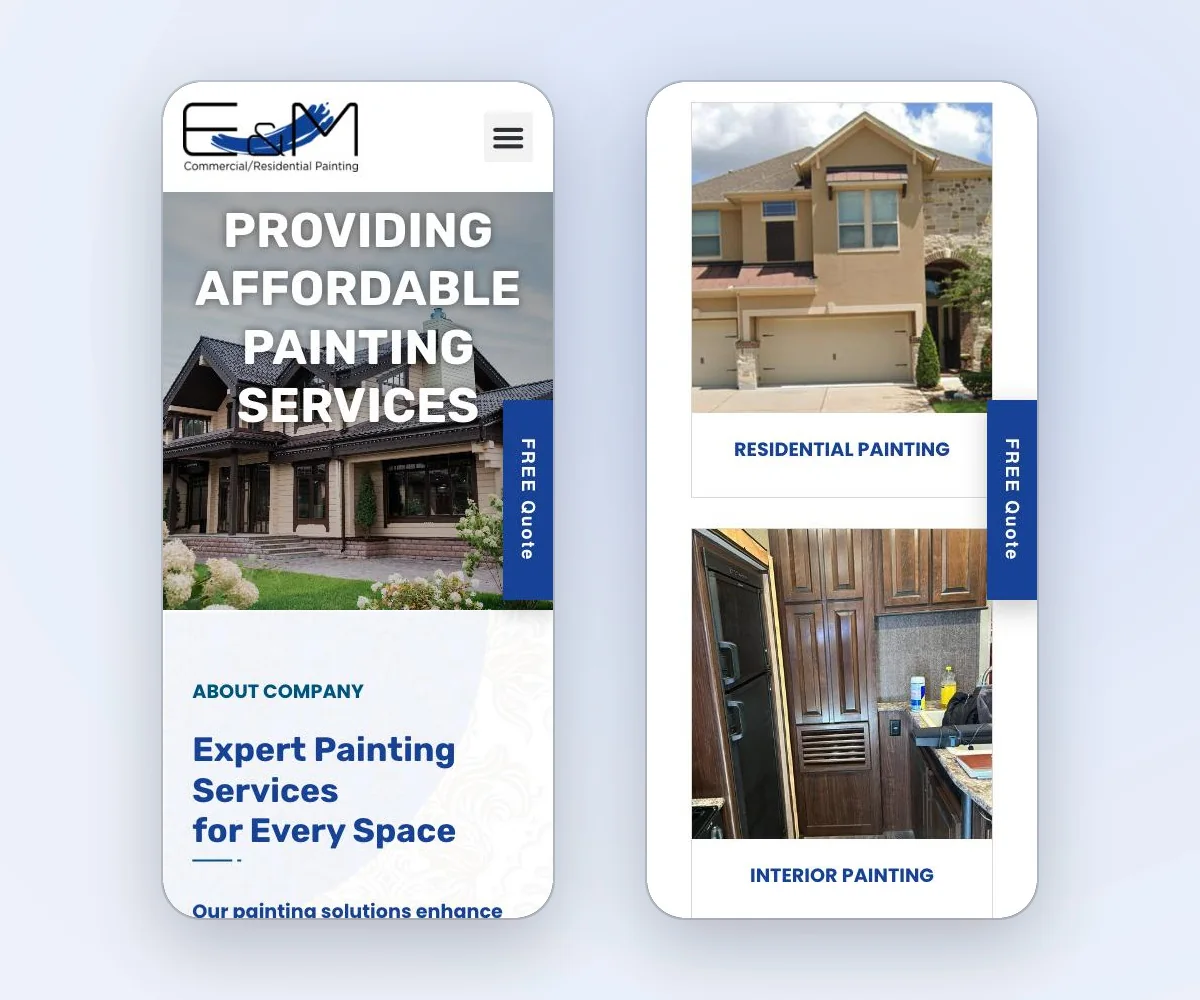 E&M
Commercial/Residential Painting
PROVIDING
AFFORDABLE
PAINTING
SERVICES
FREE Quote
ABOUT COMPANY
Expert Painting
Services
for Every Space
Our painting solutions enhance
RESIDENTIAL PAINTING
FREE Quote
INTERIOR PAINTING